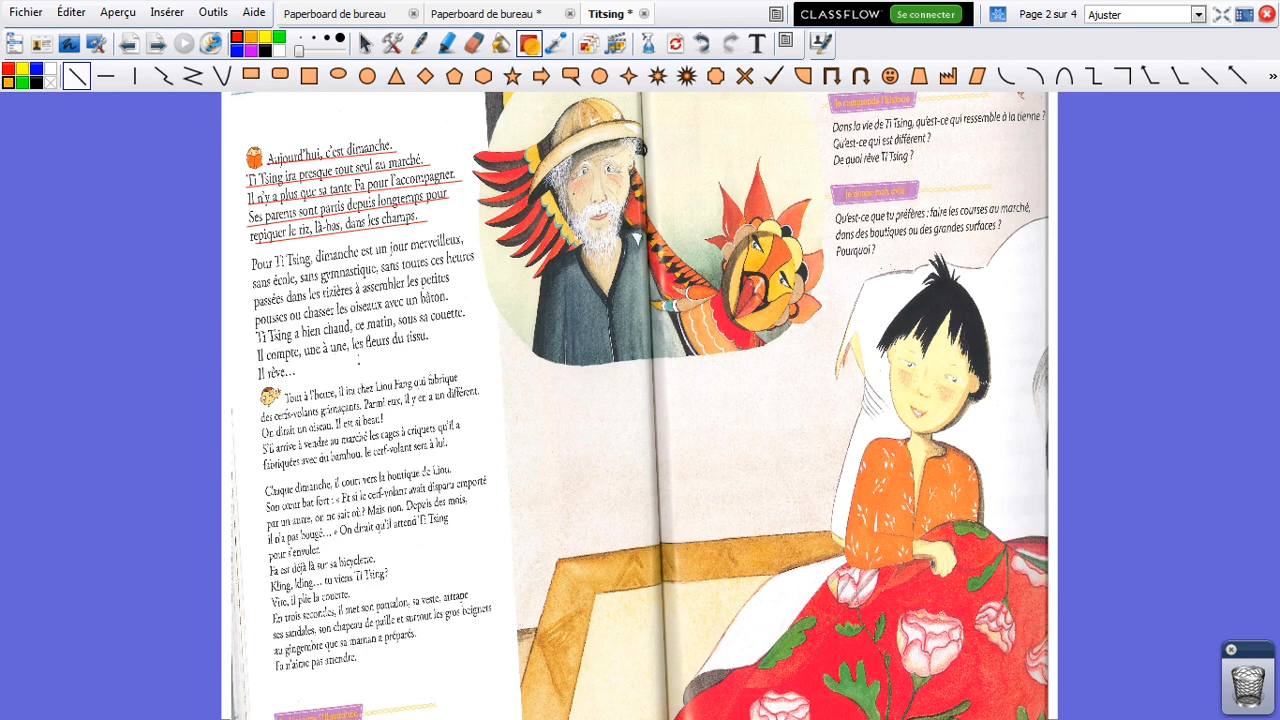 Fichier Éditer Aperçu Insérer Outils Aide
Paperboard de bureau
Paperboard de bureau *
Titsing *
CLASSFLOW
Se connecter
Page 2 sur 4
Ajuster
Aujourd'hui, c'est dimanche.
Ti Tsing ira presque tout seul au marché.
Il n'y a plus que sa tante Fa pour l'accompagner.
Ses parents sont partis depuis longtemps pour
repiquer le riz, là-bas, dans les champs.
Pour Ti Tsing, dimanche est un jour merveilleux,
sans école, sans gymnastique, sans toutes ces heures
passées dans les rizières à assembler les petites
pousses ou chasser les oiseaux avec un bâton.
Ti Tsing a bien chaud, ce matin, sous sa couette.
Il compte, une à une, les fleurs du tissu.
Il rêve...
Tout à l'heure, il ira chez Liou Fang qui fabrique
des cerfs-volants grimaçants. Parmi eux, il y en a un différent.
On dirait un oiseau. Il est si beau!
S'il arrive à vendre au marché les cages à criquets qu'il a
fabriquées avec du bambou, le cerf-volant sera à lui.
Chaque dimanche, il court vers la boutique de Liou.
Son cœur bat fort : « Et si le cerf-volant avait disparu emporté
par un autre, on ne sait où? Mais non. Depuis des mois,
il n'a pas bougé... » On dirait qu'il attend Ti Tsing
pour s'envoler.
Fa est déjà là sur sa bicyclette.
Kling, kling... tu viens Ti Tsing?
Vite, il plie la couette.
En trois secondes, il met son pantalon, sa veste, attrape
ses sandales, son chapeau de paille et surtout les gros beignets
au gingembre que sa maman a préparés.
Fa n'aime pas attendre.
Je comprends l'histoire
Dans la vie de Ti Tsing, qu'est-ce qui ressemble à la tienne ?
Qu'est-ce qui est différent ?
De quoi rêve Ti Tsing ?
Je donne mon avis
Qu'est-ce que tu préfères : faire les courses au marché,
dans des boutiques ou des grandes surfaces ?
Pourquoi ?